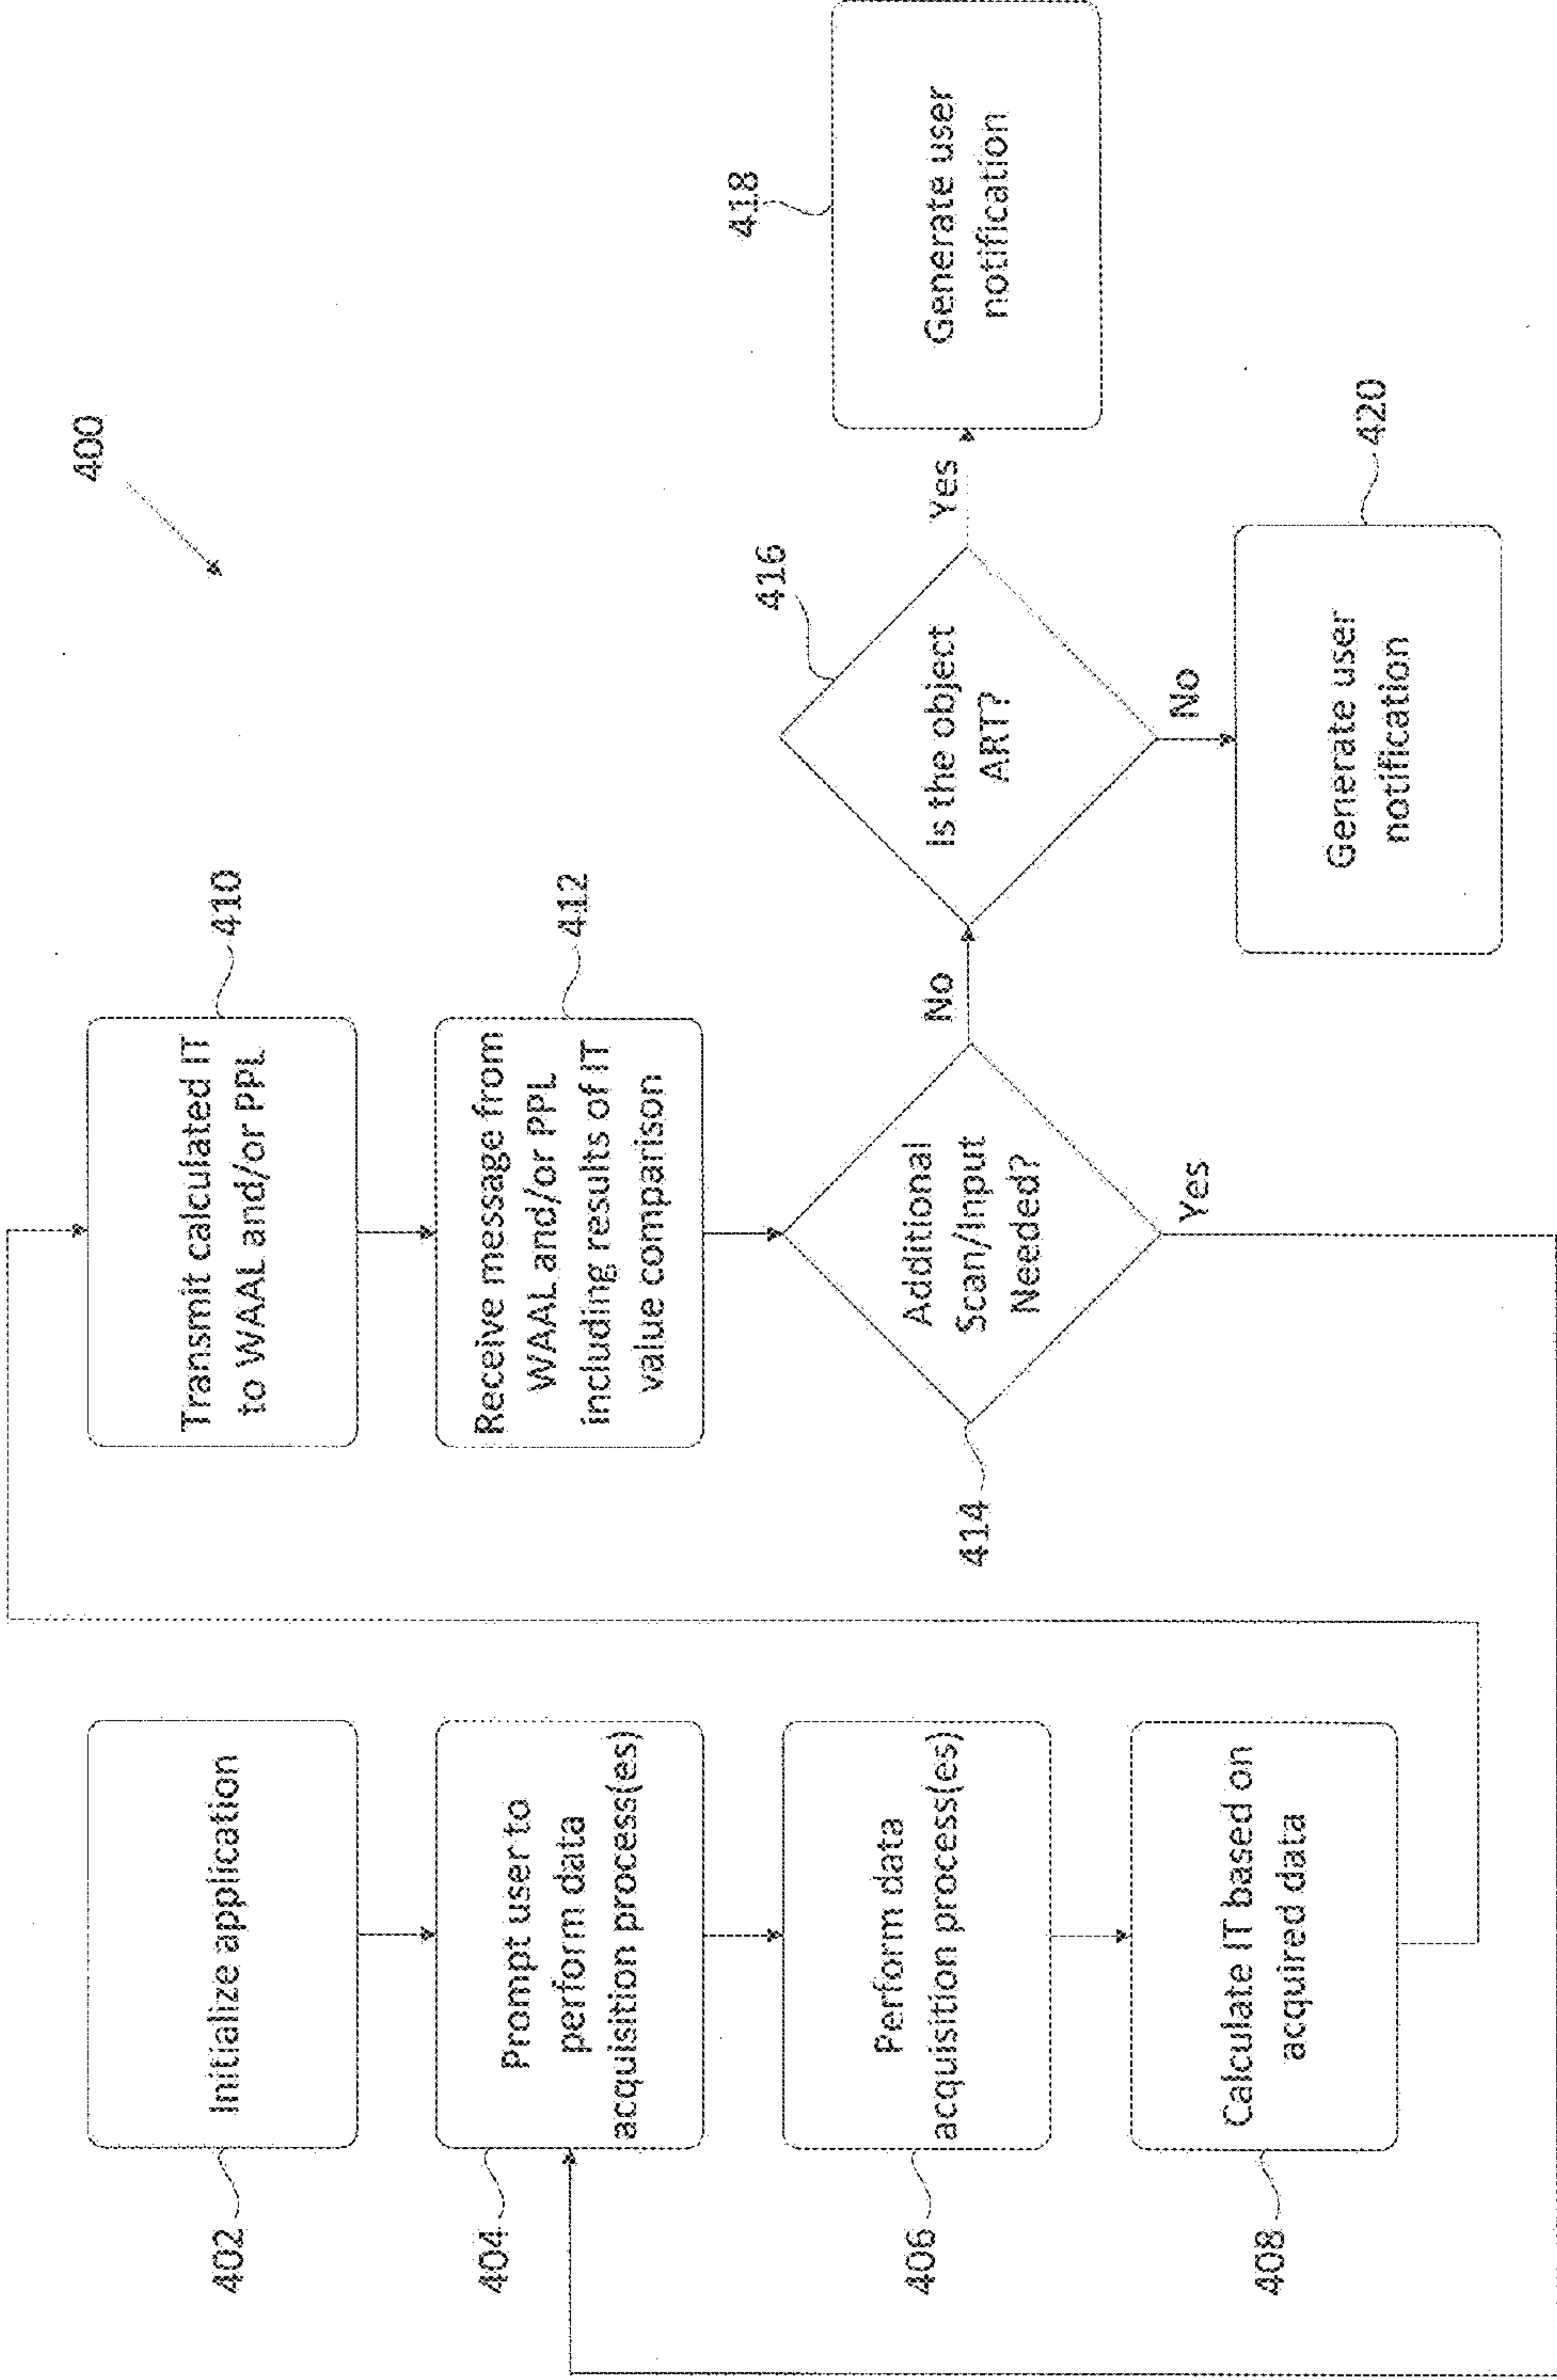 400
402
Initialize application
404
Prompt user to
perform data
acquisition process(es)
406
Perform data
acquisition process(es)
408
Calculate IT based on
acquired data
410
Transmit calculated IT
to WAAL and/or PPL
412
Receive message from
WAAL and/or PPL
including results of IT
value comparison
414
Additional
Scan/Input
Needed?
Yes
No
416
Is the object
ART?
Yes
No
418
Generate user
notification
420
Generate user
notification